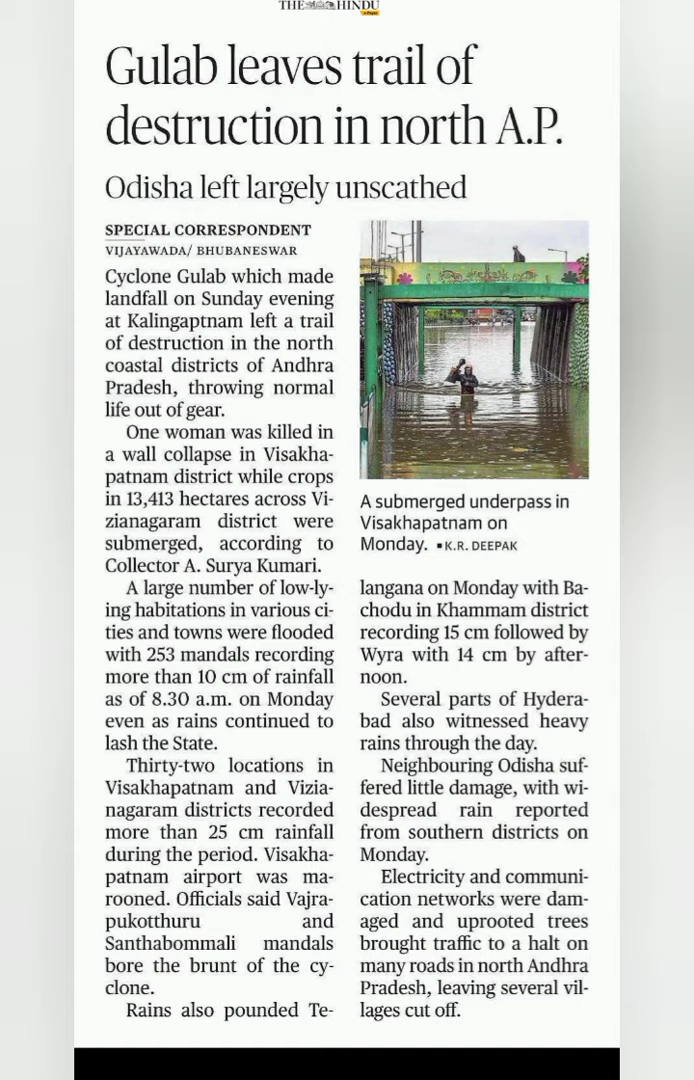 THE HINDU
Gulab leaves trail of
destruction in north A.P.
Odisha left largely unscathed
SPECIAL CORRESPONDENT
VIJAYAWADA/ BHUBANESWAR
Cyclone Gulab which made
landfall on Sunday evening
at Kalingaptnam left a trail
of destruction in the north
coastal districts of Andhra
Pradesh, throwing normal
life out of gear.
One woman was killed in
a wall collapse in Visakha-
patnam district while crops
in 13,413 hectares across Vi-
zianagaram district were
submerged, according to
Collector A. Surya Kumari.
A large number of low-ly-
ing habitations in various ci-
ties and towns were flooded
with 253 mandals recording
more than 10 cm of rainfall
as of 8.30 a.m. on Monday
even as rains continued to
lash the State.
Thirty-two locations in
Visakhapatnam and Vizia-
nagaram districts recorded
more than 25 cm rainfall
during the period. Visakha-
patnam airport was ma-
rooned. Officials said Vajra-
pukotthuru and
Santhabommali mandals
bore the brunt of the cy-
clone.
Rains also pounded Te-
A submerged underpass in
Visakhapatnam on
Monday. ▪K.R. DEEPAK
langana on Monday with Ba-
chodu in Khammam district
recording 15 cm followed by
Wyra with 14 cm by after-
noon.
Several parts of Hydera-
bad also witnessed heavy
rains through the day.
Neighbouring Odisha suf-
fered little damage, with wi-
despread rain reported
from southern districts on
Monday.
Electricity and communi-
cation networks were dam-
aged and uprooted trees
brought traffic to a halt on
many roads in north Andhra
Pradesh, leaving several vil-
lages cut off.